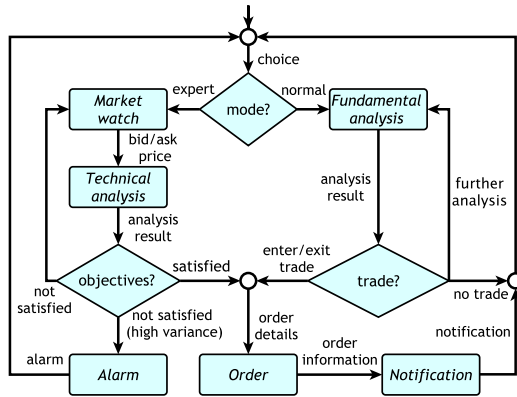 choice
expert
mode?
normal
Market
watch
Fundamental
analysis
bid/ask
price
Technical
analysis
analysis
result
further
analysis
analysis
result
objectives?
satisfied
enter/exit
trade
trade?
not
satisfied
no trade
not satisfied
(high variance)
order
details
order
information
notification
alarm
Alarm
Order
Notification